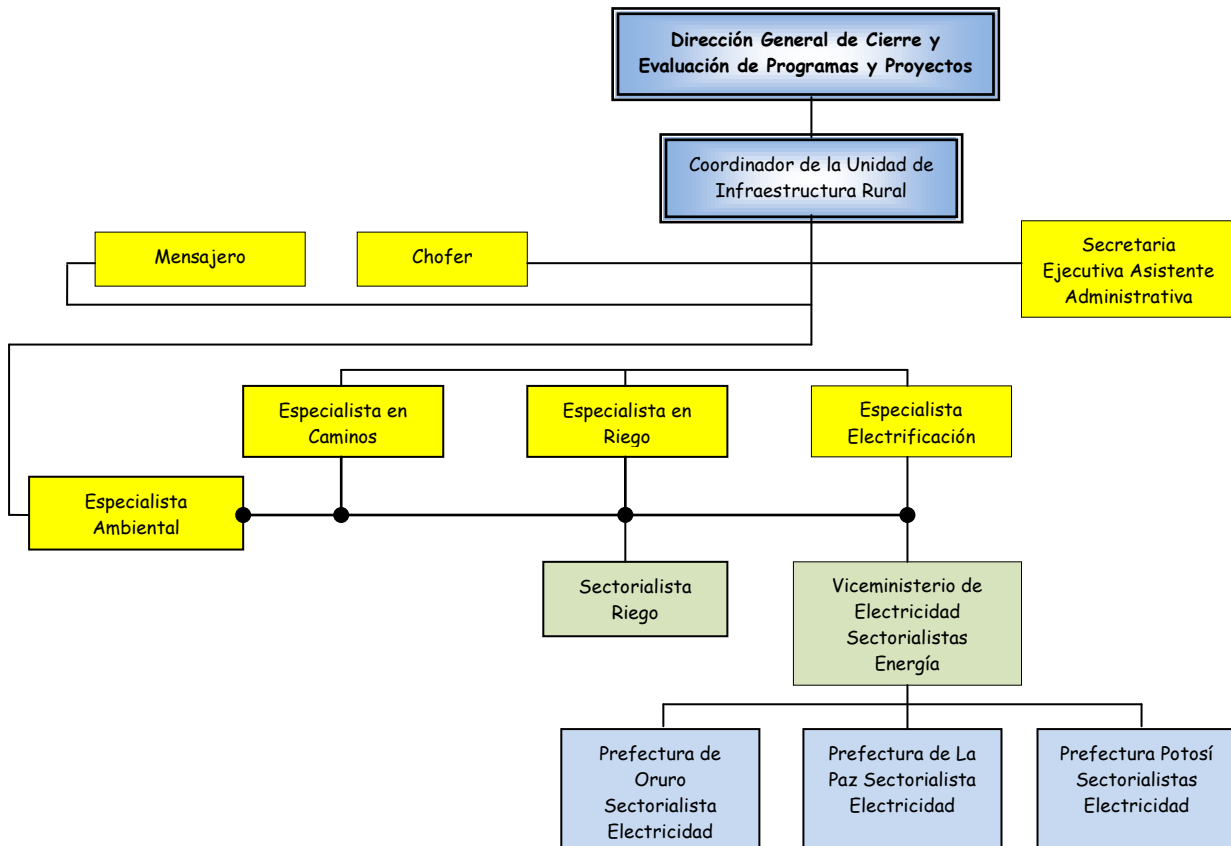 Dirección General de Cierre y
Evaluación de Programas y Proyectos
Coordinador de la Unidad de
Infraestructura Rural
Mensajero
Chofer
Secretaria
Ejecutiva Asistente
Administrativa
Especialista en
Caminos
Especialista en
Riego
Especialista
Electrificación
Especialista
Ambiental
Sectorialista
Riego
Viceministerio de
Electricidad
Sectorialistas
Energía
Prefectura de
Oruro
Sectorialista
Electricidad
Prefectura de La
Paz Sectorialista
Electricidad
Prefectura Potosí
Sectorialistas
Electricidad